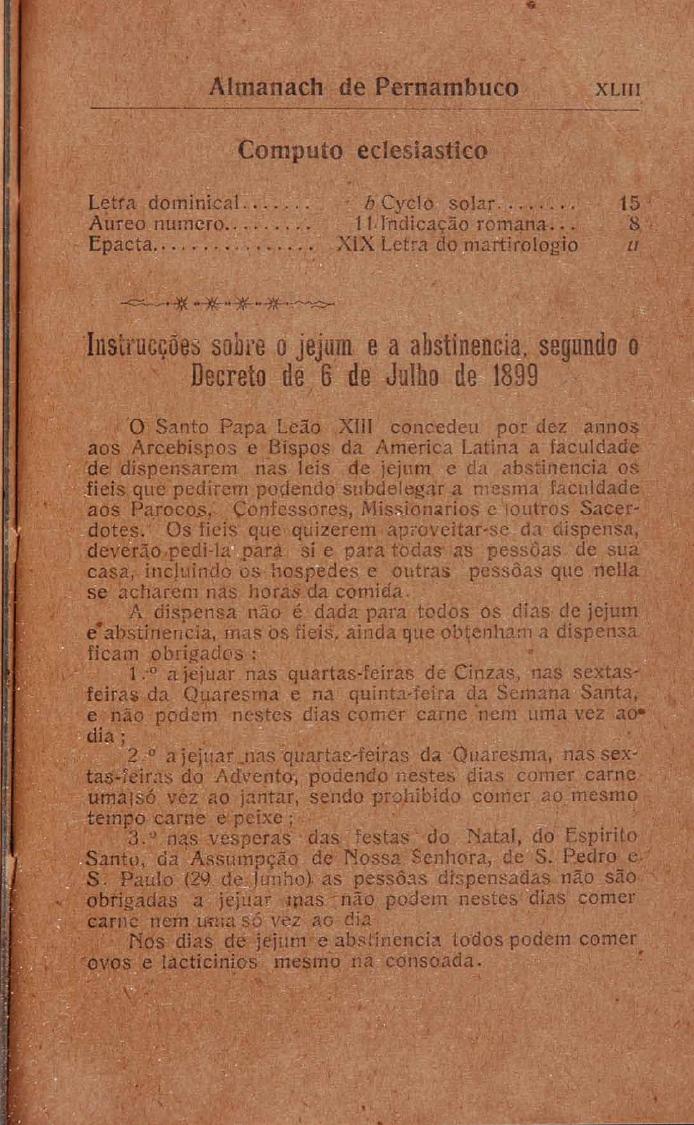 Almanach de Pernambuco XLIII
Computo eclesiastico
Letra dominical....... b Cyclo solar........ 15
Aureo numero......... 11 Indicação romana... 8
Epacta................ XIX Letra do martirologio u
Instrucções sobre o jejum e a abstinencia, segundo o
Decreto de 6 de Julho de 1899
O Santo Papa Leão XIII concedeu por dez annos
aos Arcebispos e Bispos da America Latina a faculdade
de dispensarem nas leis de jejum e da abstinencia os
fieis que pedirem podendo subdelegar a mesma faculdade
aos Parocos, Confessores, Missionarios e outros Sacer-
dotes. Os fieis que quizerem aproveitar-se da dispensa,
deverão pedi-la para si e para todas as pessôas de sua
casa, incluindo os hospedes e outras pessôas que nella
se acharem nas horas da comida.
A dispensa não é dada para todos os dias de jejum
e abstinencia, mas os fieis, ainda que obtenham a dispensa
ficam obrigados :
1.º a jejuar nas quartas-feiras de Cinzas, nas sextas-
feiras da Quaresma e na quinta-feira da Semana Santa,
e não podem nestes dias comer carne nem uma vez ao
dia ;
2.º a jejuar nas quartas-feiras da Quaresma, nas sex-
tas-feiras do Advento, podendo nestes dias comer carne
uma só vez ao jantar, sendo prohibido comer ao mesmo
tempo carne e peixe ;
3.º nas vesperas das festas do Natal, do Espirito
Santo, da Assumpção de Nossa Senhora, de S. Pedro e
S. Paulo (29 de Junho) as pessôas dispensadas não são
obrigadas a jejuar mas não podem nestes dias comer
carne nem uma só vez ao dia
Nos dias de jejum e abstinencia todos podem comer
ovos e lacticinios mesmo na consoada.